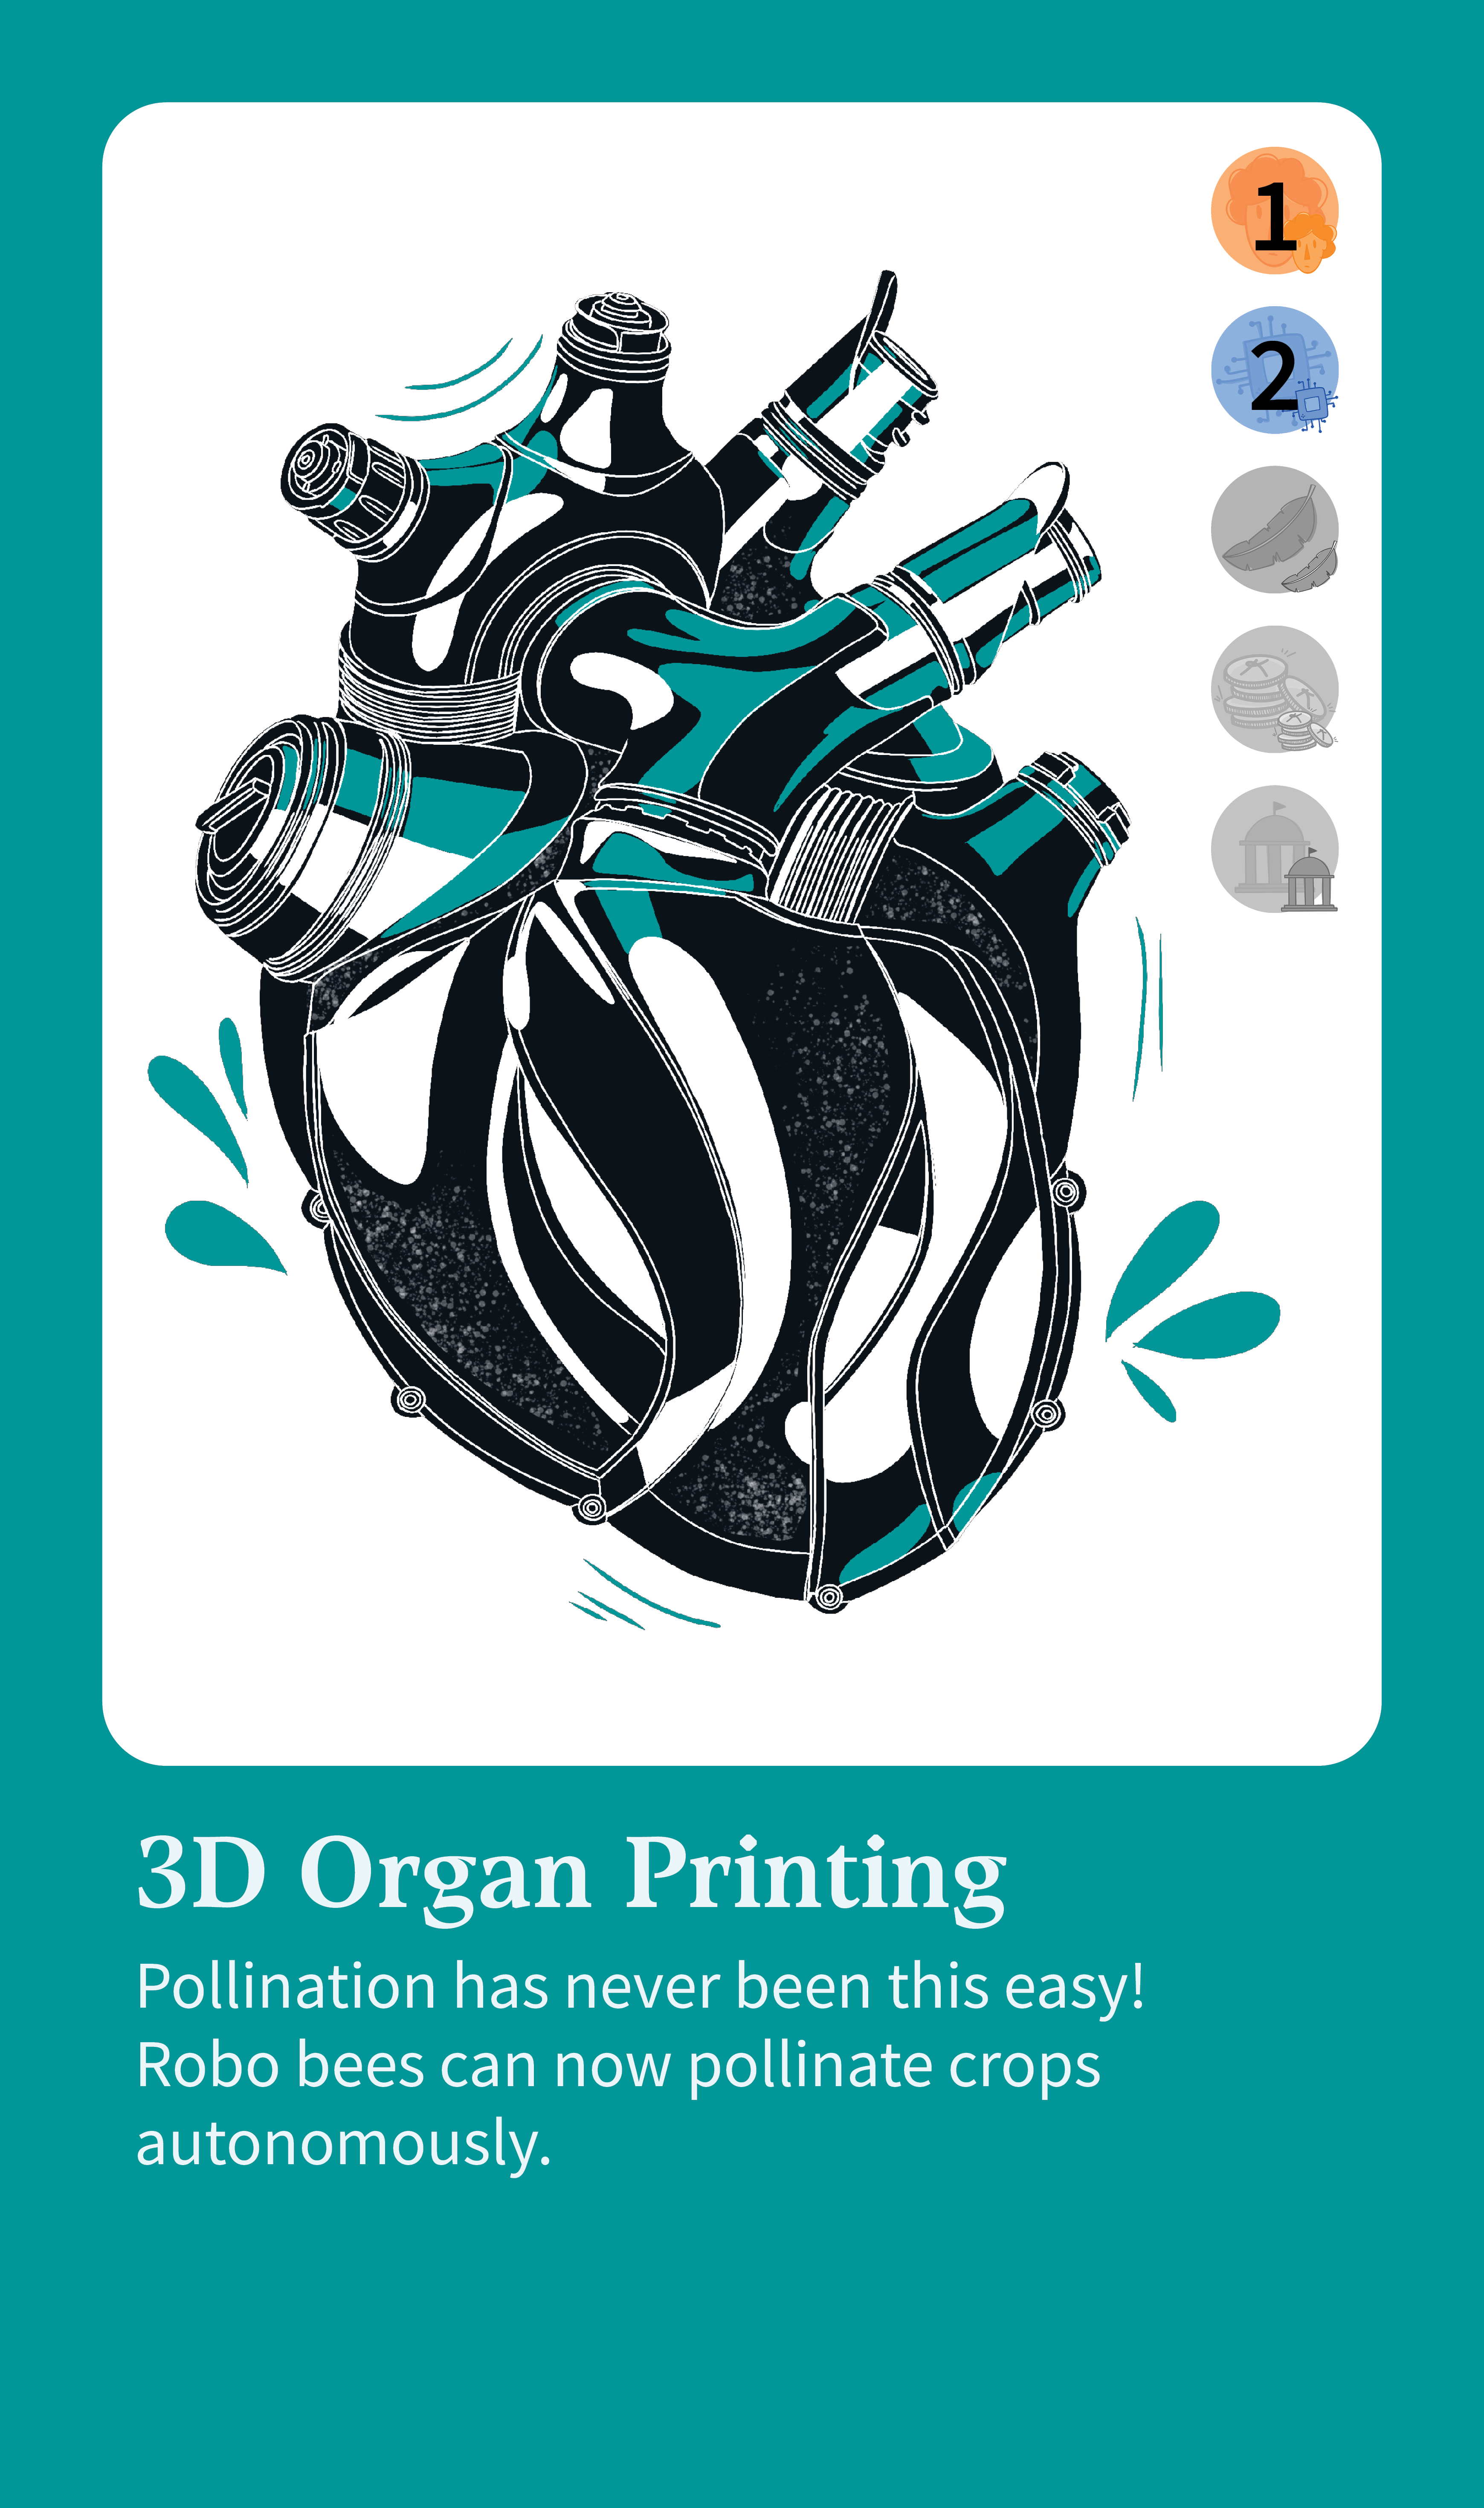 1
2
3D Organ Printing
Pollination has never been this easy!
Robo bees can now pollinate crops
autonomously.